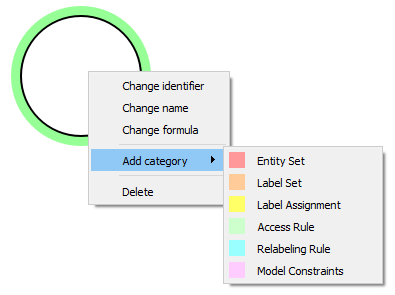 Change identifier
Change name
Change formula
Add category
Delete
Entity Set
Label Set
Label Assignment
Access Rule
Relabeling Rule
Model Constraints